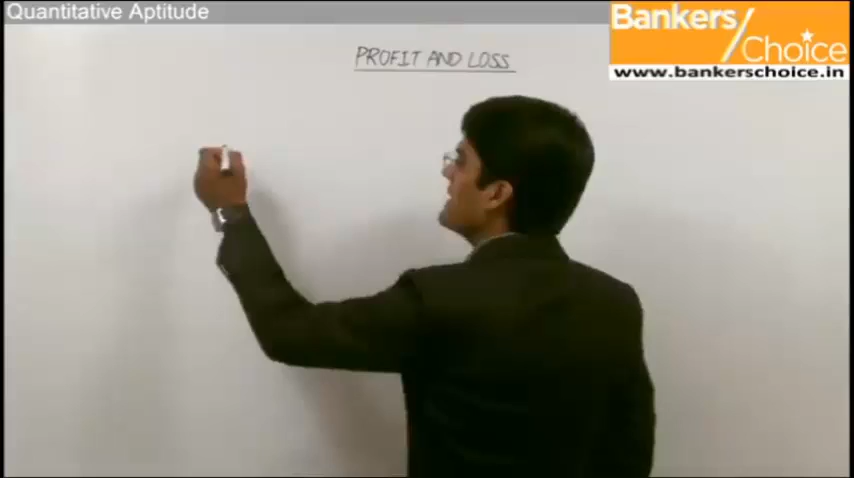 Quantitative Aptitude
Bankers
Choice
www.bankerschoice.in
PROFIT AND LOSS